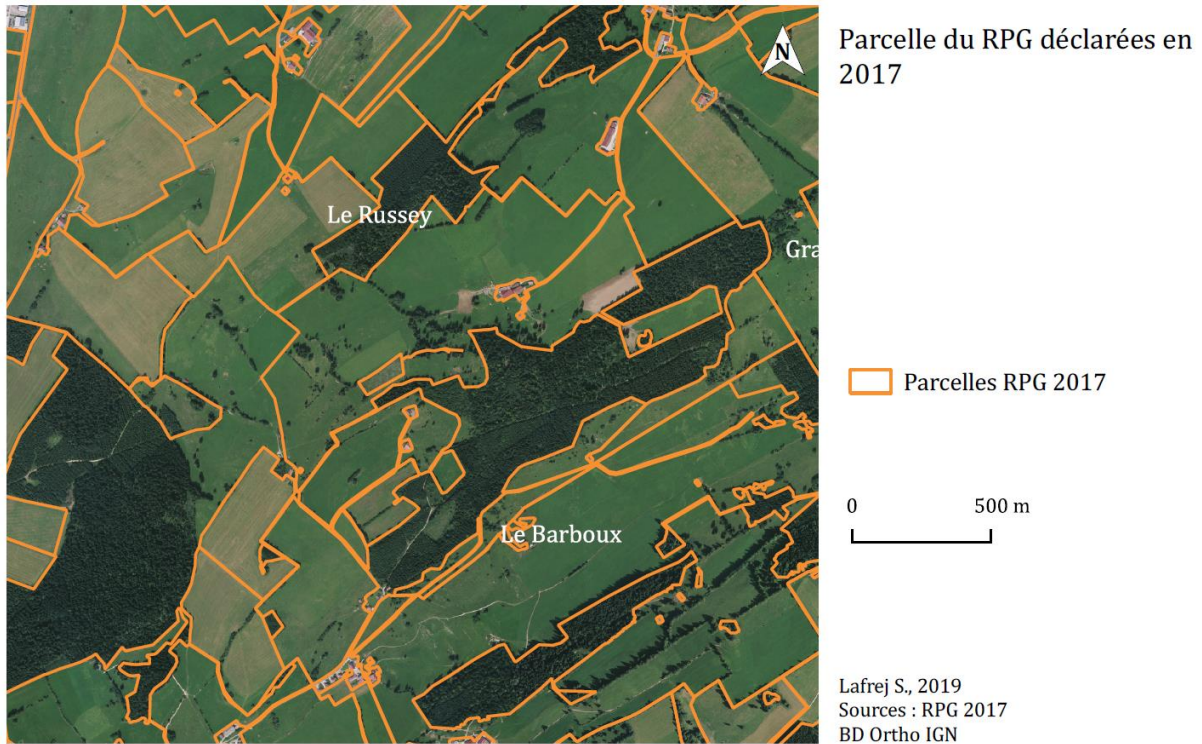 Parcelle du RPG déclarées en
2017
N
Le Russey
Gra
Parcelles RPG 2017
0 500 m
Le Barboux
Lafrej S., 2019
Sources : RPG 2017
BD Ortho IGN